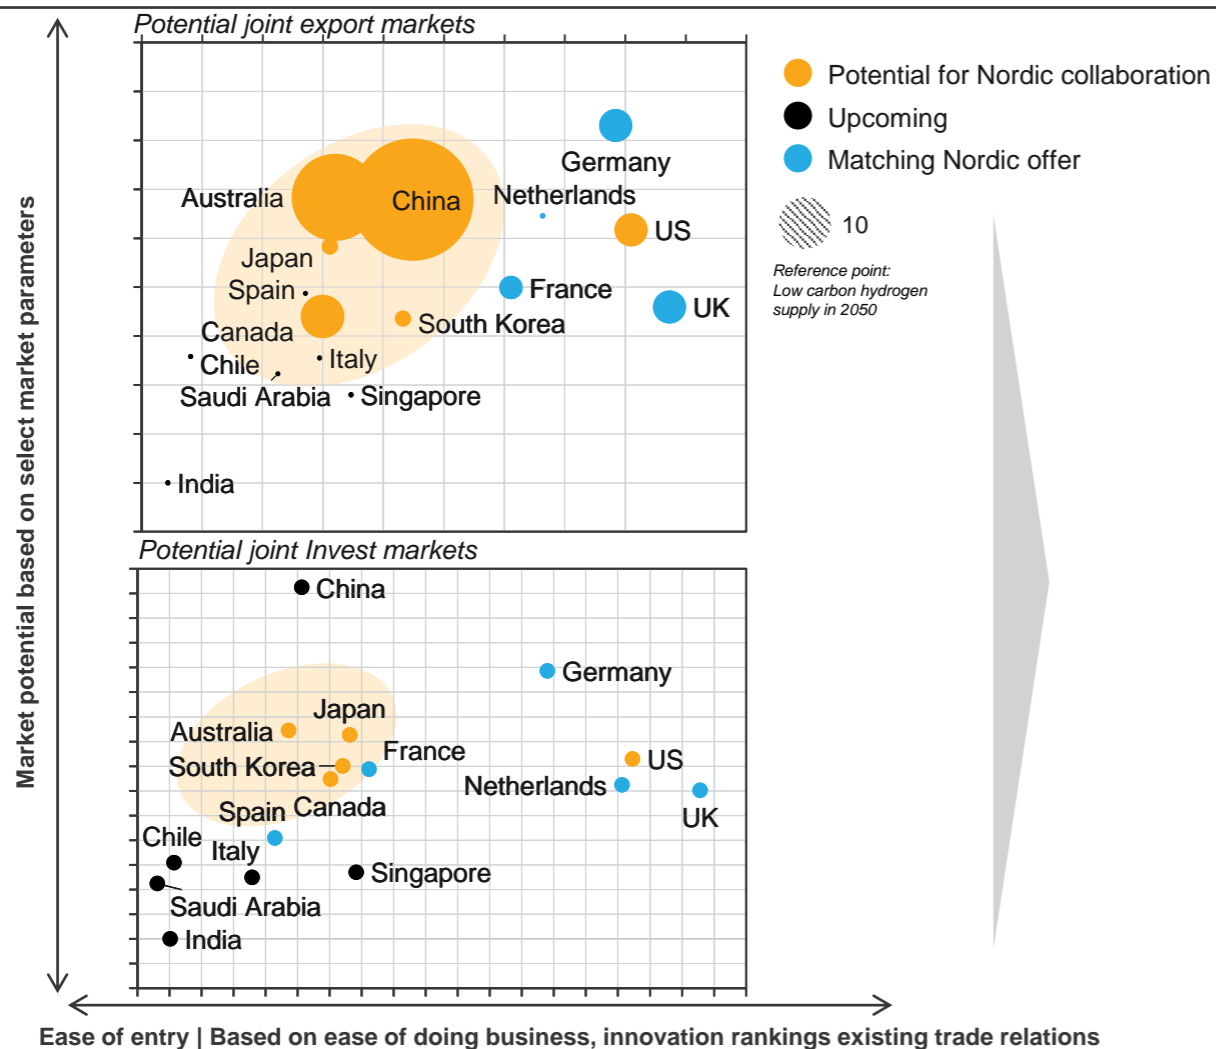 Potential joint export markets
Potential for Nordic collaboration
Upcoming
Matching Nordic offer
10
Reference point:
Low carbon hydrogen
supply in 2050
Germany
Netherlands
Australia
China
US
Japan
Spain
France
UK
Canada
South Korea
Chile
Italy
Saudi Arabia
Singapore
India
Market potential based on select market parameters
Potential joint Invest markets
China
Germany
Japan
Australia
France
South Korea
US
Netherlands
Spain
Canada
UK
Chile
Italy
Singapore
Saudi Arabia
India
Ease of entry | Based on ease of doing business, innovation rankings existing trade relations